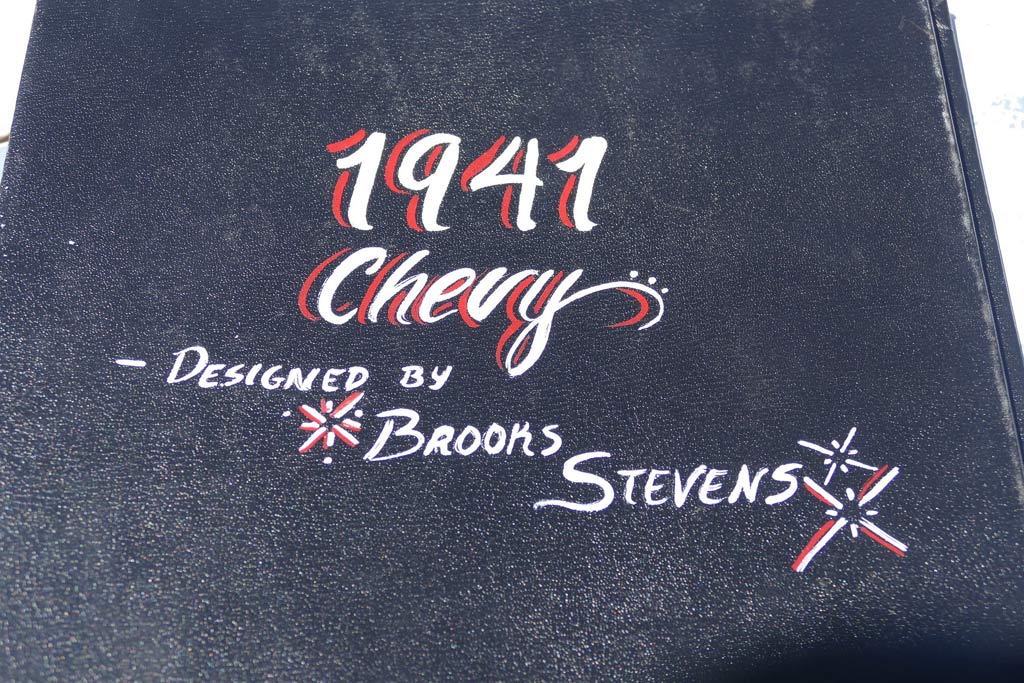 1941
Chevy
- DESIGNED BY
BROOKS
STEVENS